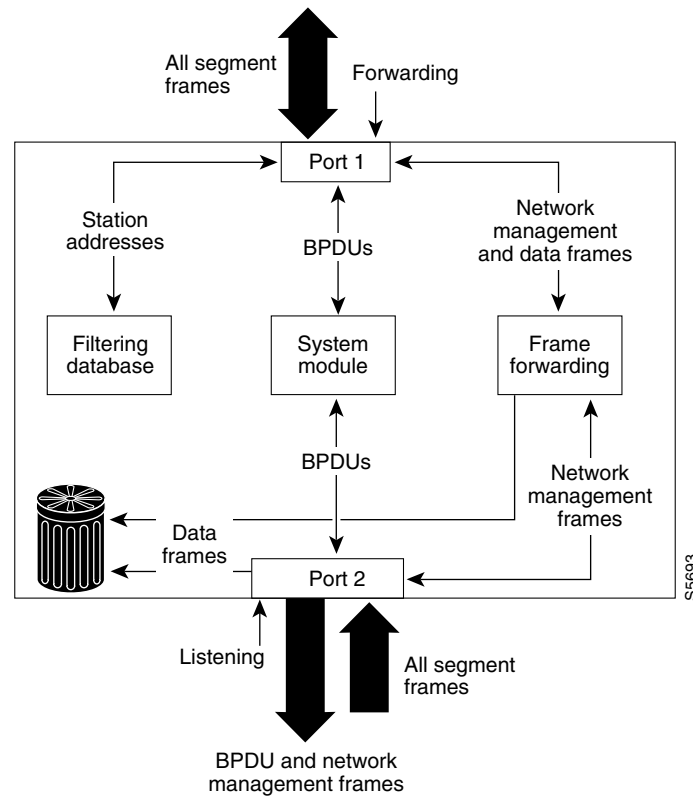 All segment
frames
Forwarding
Port 1
Station
addresses
BPDUs
Network
management
and data frames
Filtering
database
System
module
Frame
forwarding
BPDUs
Network
management
frames
Data
frames
Port 2
S5693
Listening
All segment
frames
BPDU and network
management frames